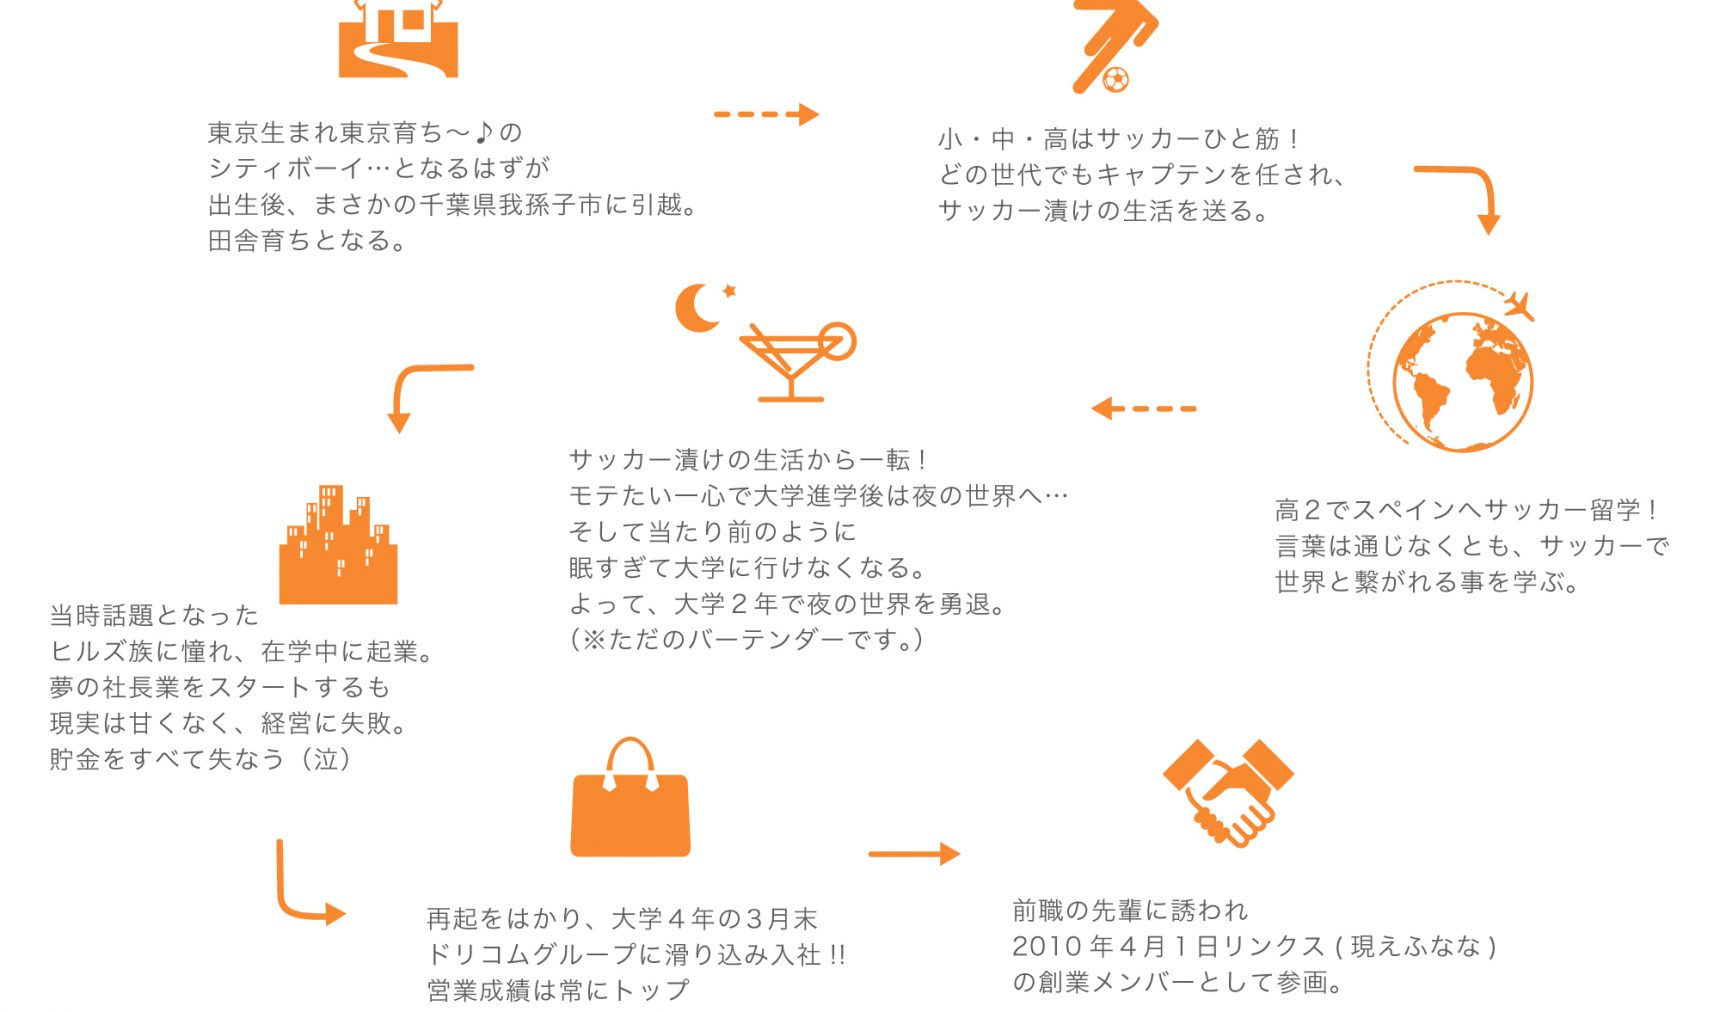 東京生まれ東京育ち～♪の
シティボーイ…となるはずが
出生後、まさかの千葉県我孫子市に引越。
田舎育ちとなる。
小・中・高はサッカーひと筋！
どの世代でもキャプテンを任され、
サッカー漬けの生活を送る。
高２でスペインへサッカー留学！
言葉は通じなくとも、サッカーで
世界と繋がれる事を学ぶ。
サッカー漬けの生活から一転！
モテたい一心で大学進学後は夜の世界へ…
そして当たり前のように
眠すぎて大学に行けなくなる。
よって、大学２年で夜の世界を勇退。
（※ただのバーテンダーです。）
当時話題となった
ヒルズ族に憧れ、在学中に起業。
夢の社長業をスタートするも
現実は甘くなく、経営に失敗。
貯金をすべて失なう（泣）
再起をはかり、大学４年の３月末
ドリコムグループに滑り込み入社!!
営業成績は常にトップ
前職の先輩に誘われ
2010年４月１日リンクス(現えふなな)
の創業メンバーとして参画。